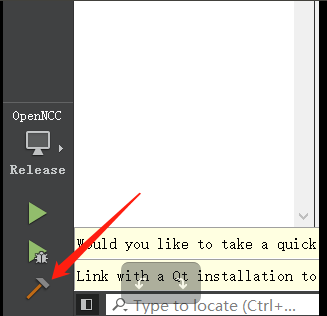 OpenNCC
Release
Would you like to take a quick
Link with a Qt installation to
Type to locate (Ctrl+...